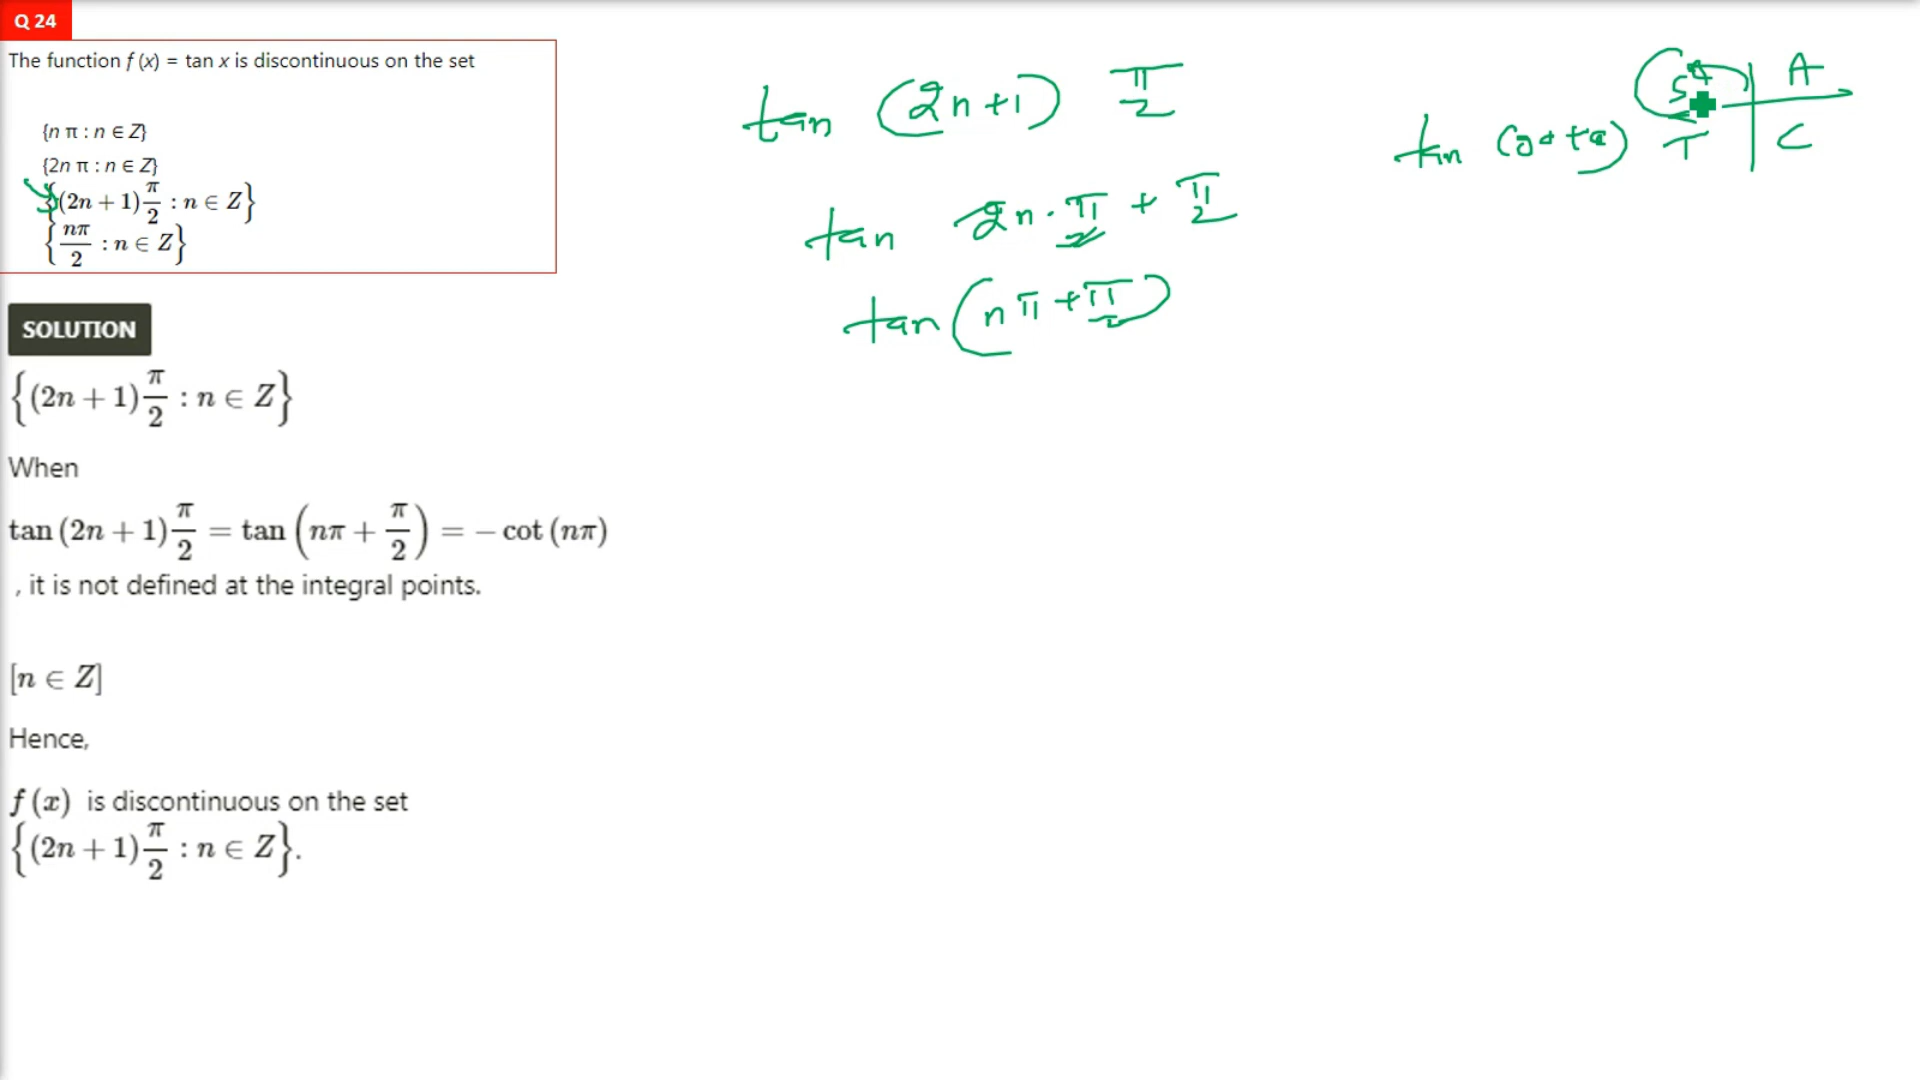 Q 24
The function f (x) = tan x is discontinuous on the set
{n π : n ∈ Z}
{2n π : n ∈ Z}
{(2n + 1) π/2 : n ∈ Z}
{nπ/2 : n ∈ Z}
SOLUTION
{(2n + 1) π/2 : n ∈ Z}
When
tan (2n + 1) π/2 = tan (nπ + π/2) = − cot (nπ)
, it is not defined at the integral points.
[n ∈ Z]
Hence,
f (x) is discontinuous on the set
{(2n + 1) π/2 : n ∈ Z}.
tan (2n+1) π/2
tan 2n · π/2 + π/2
tan (nπ + π/2)
S A
T C
tan